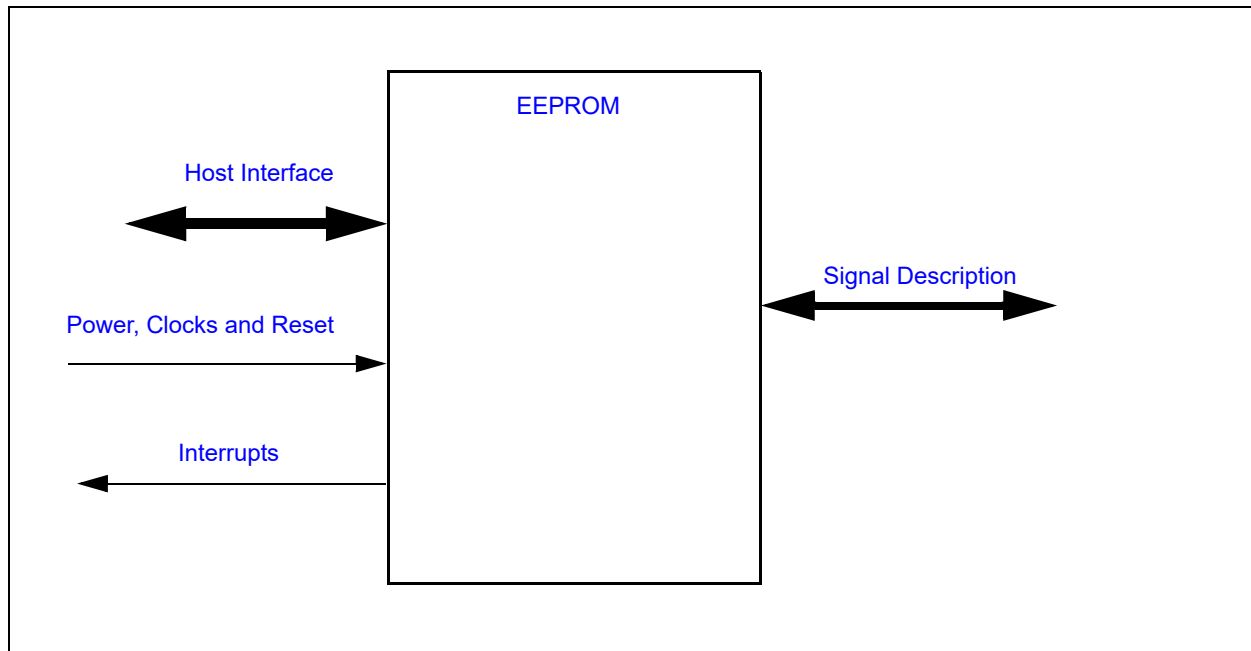 EEPROM
Host Interface
Signal Description
Power, Clocks and Reset
Interrupts